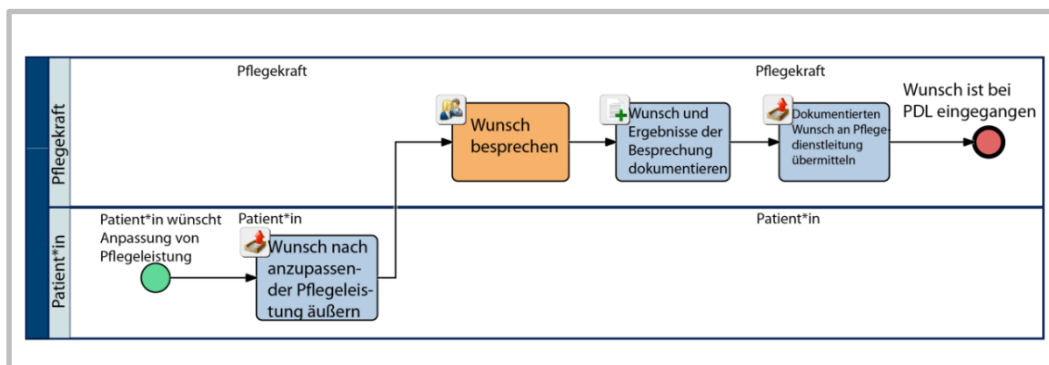 Pflegekraft
Pflegekraft
Pflegekraft
Wunsch ist bei
PDL eingegangen
Wunsch
besprechen
Wunsch und
Ergebnisse der
Besprechung
dokumentieren
Dokumentierten
Wunsch an Pflege-
dienstleitung
übermitteln
Patient*in
Patient*in wünscht
Anpassung von
Pflegeleistung
Patient*in
Wunsch nach
anzupassen-
der Pflegeleis-
tung äußern
Patient*in